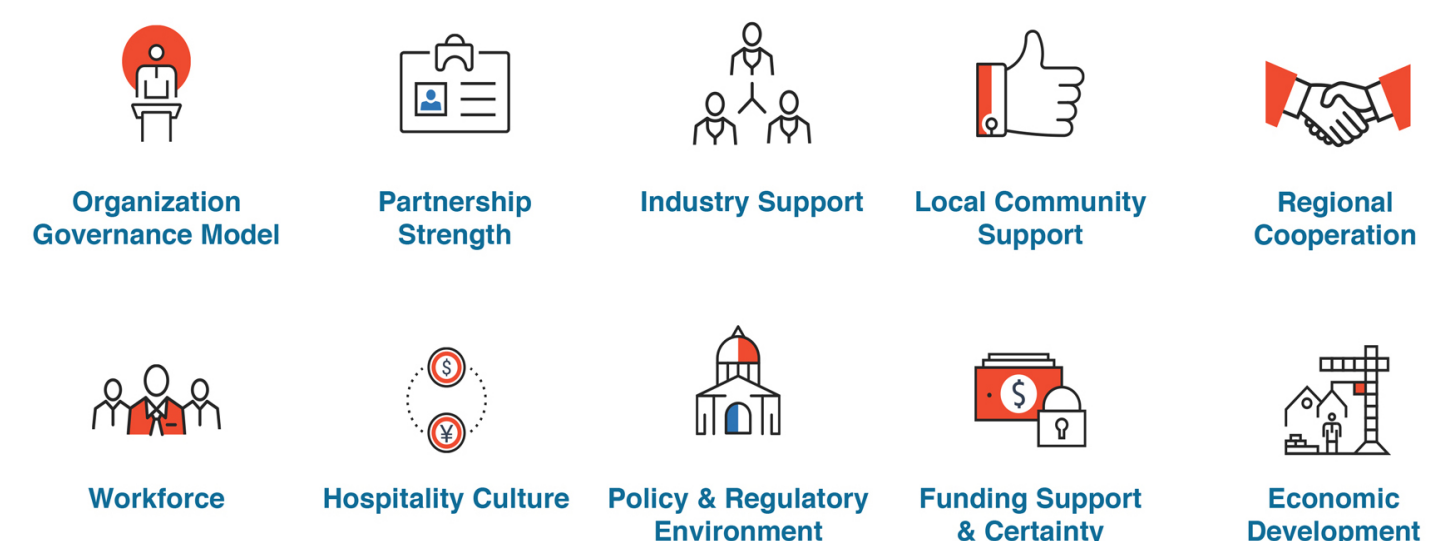 Organization
Governance Model
Partnership
Strength
Industry Support
Local Community
Support
Regional
Cooperation
Workforce
Hospitality Culture
$
¥
Policy & Regulatory
Environment
$
Funding Support
& Certainty
Economic
Development